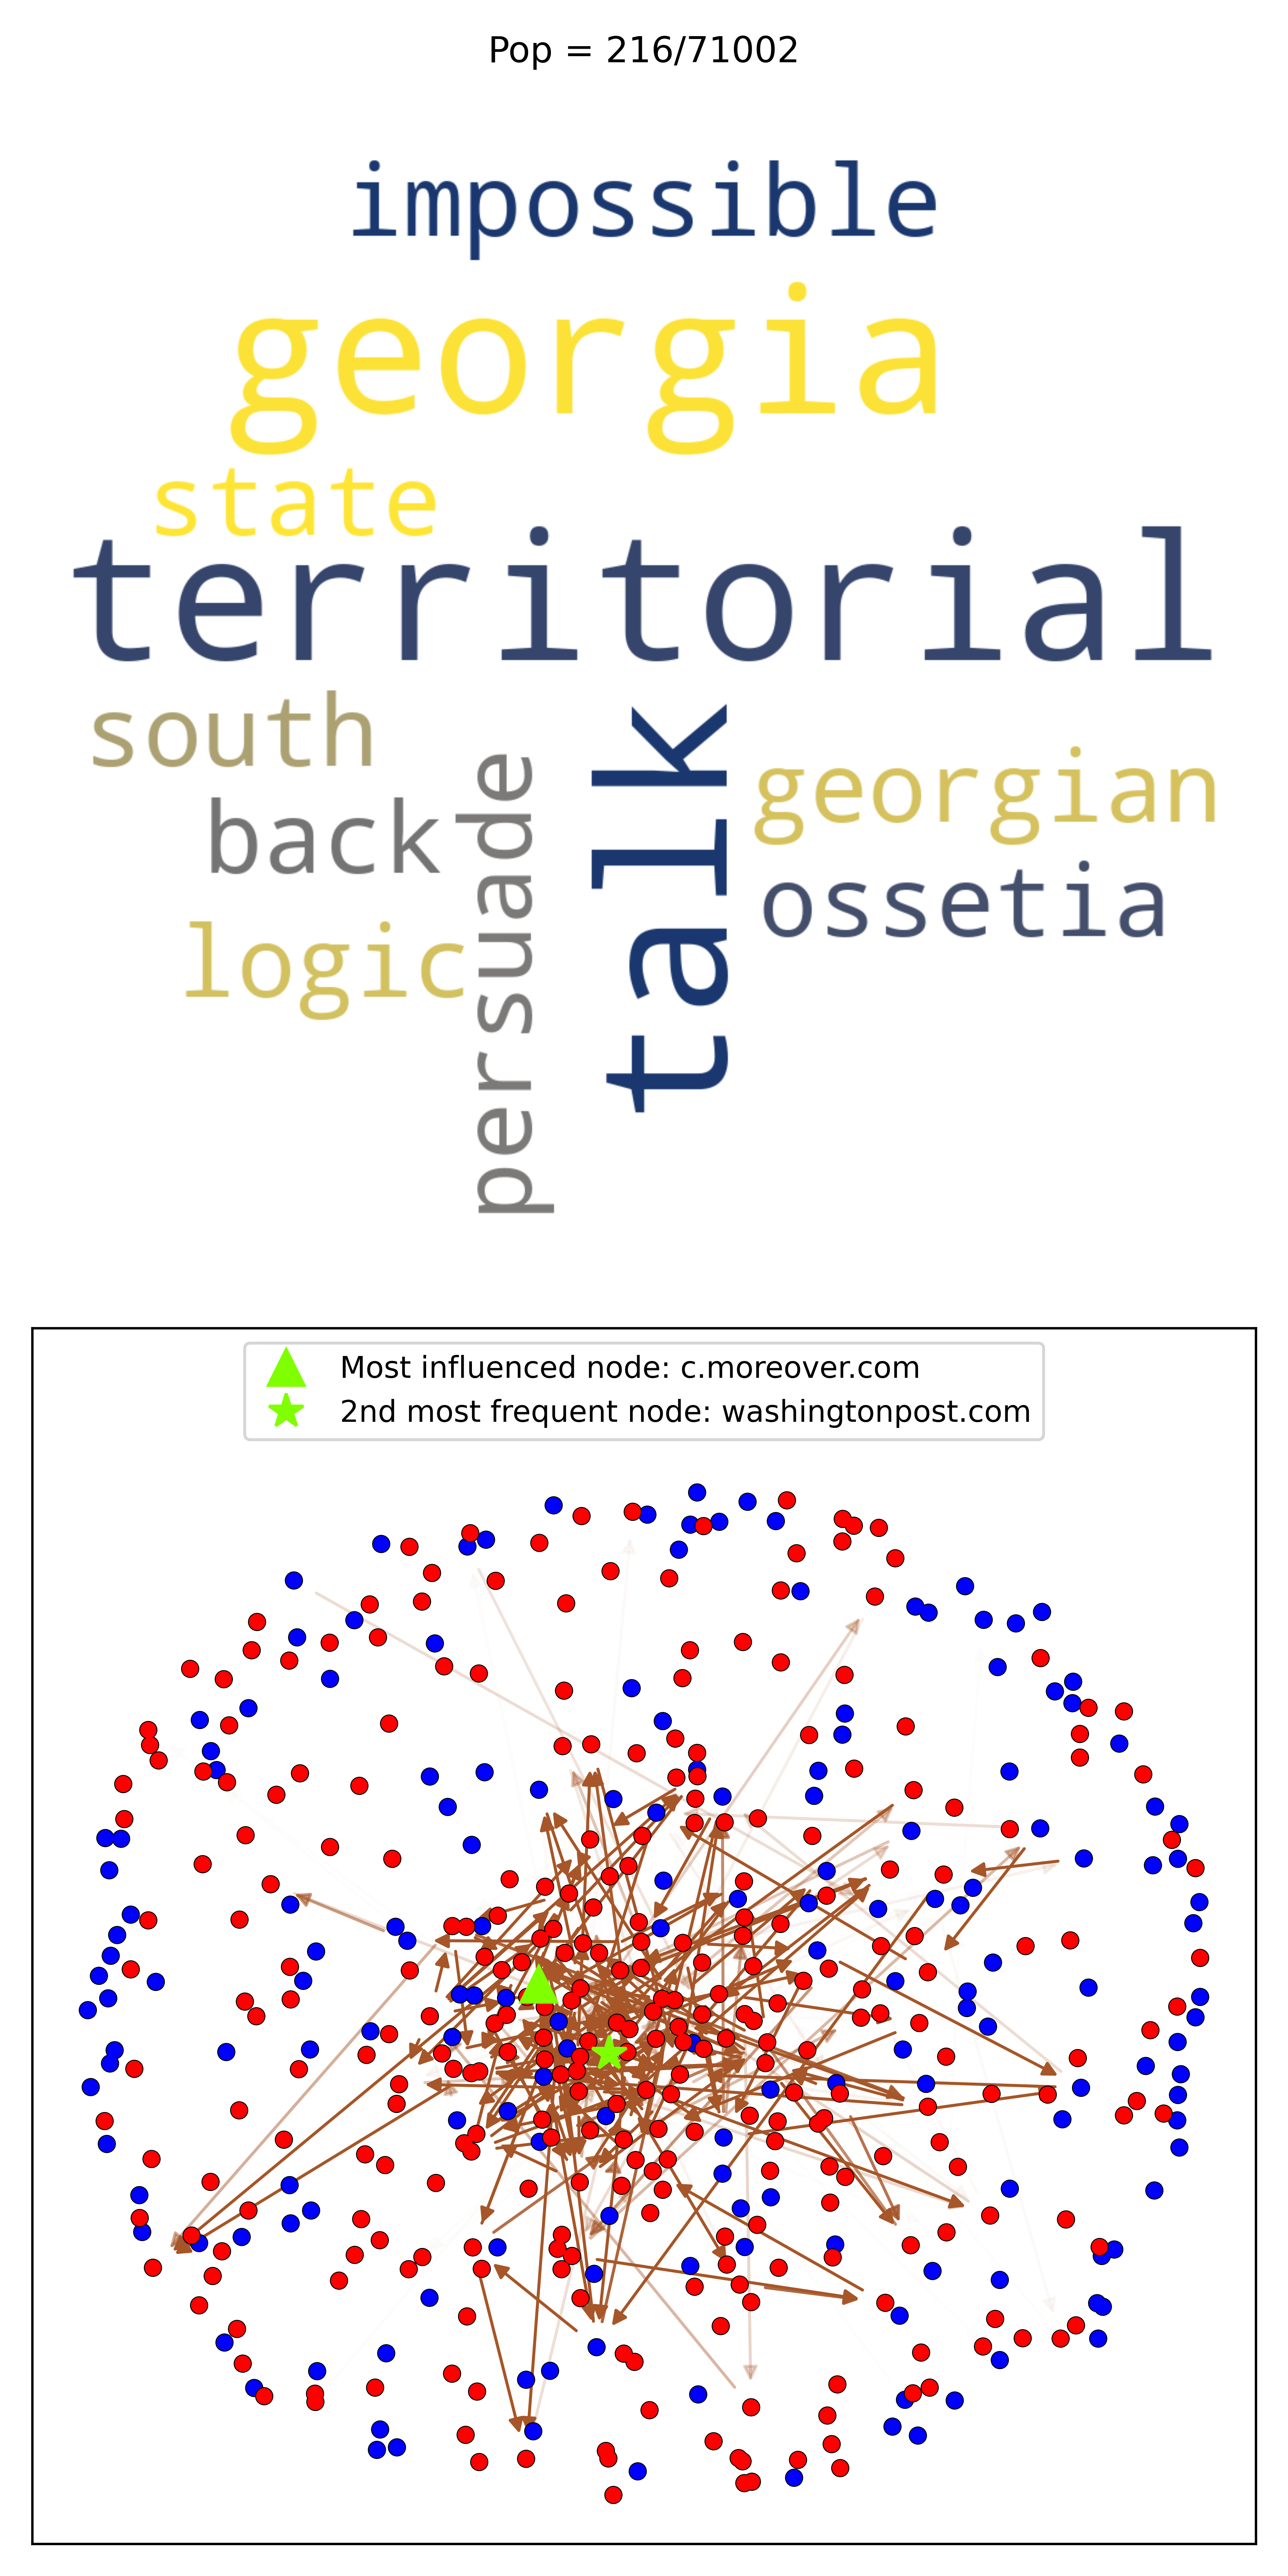 Pop = 216/71002
impossible
georgia
state
territorial
south
talk
persuade
georgian
back
ossetia
logic
Most influenced node: c.moreover.com
2nd most frequent node: washingtonpost.com